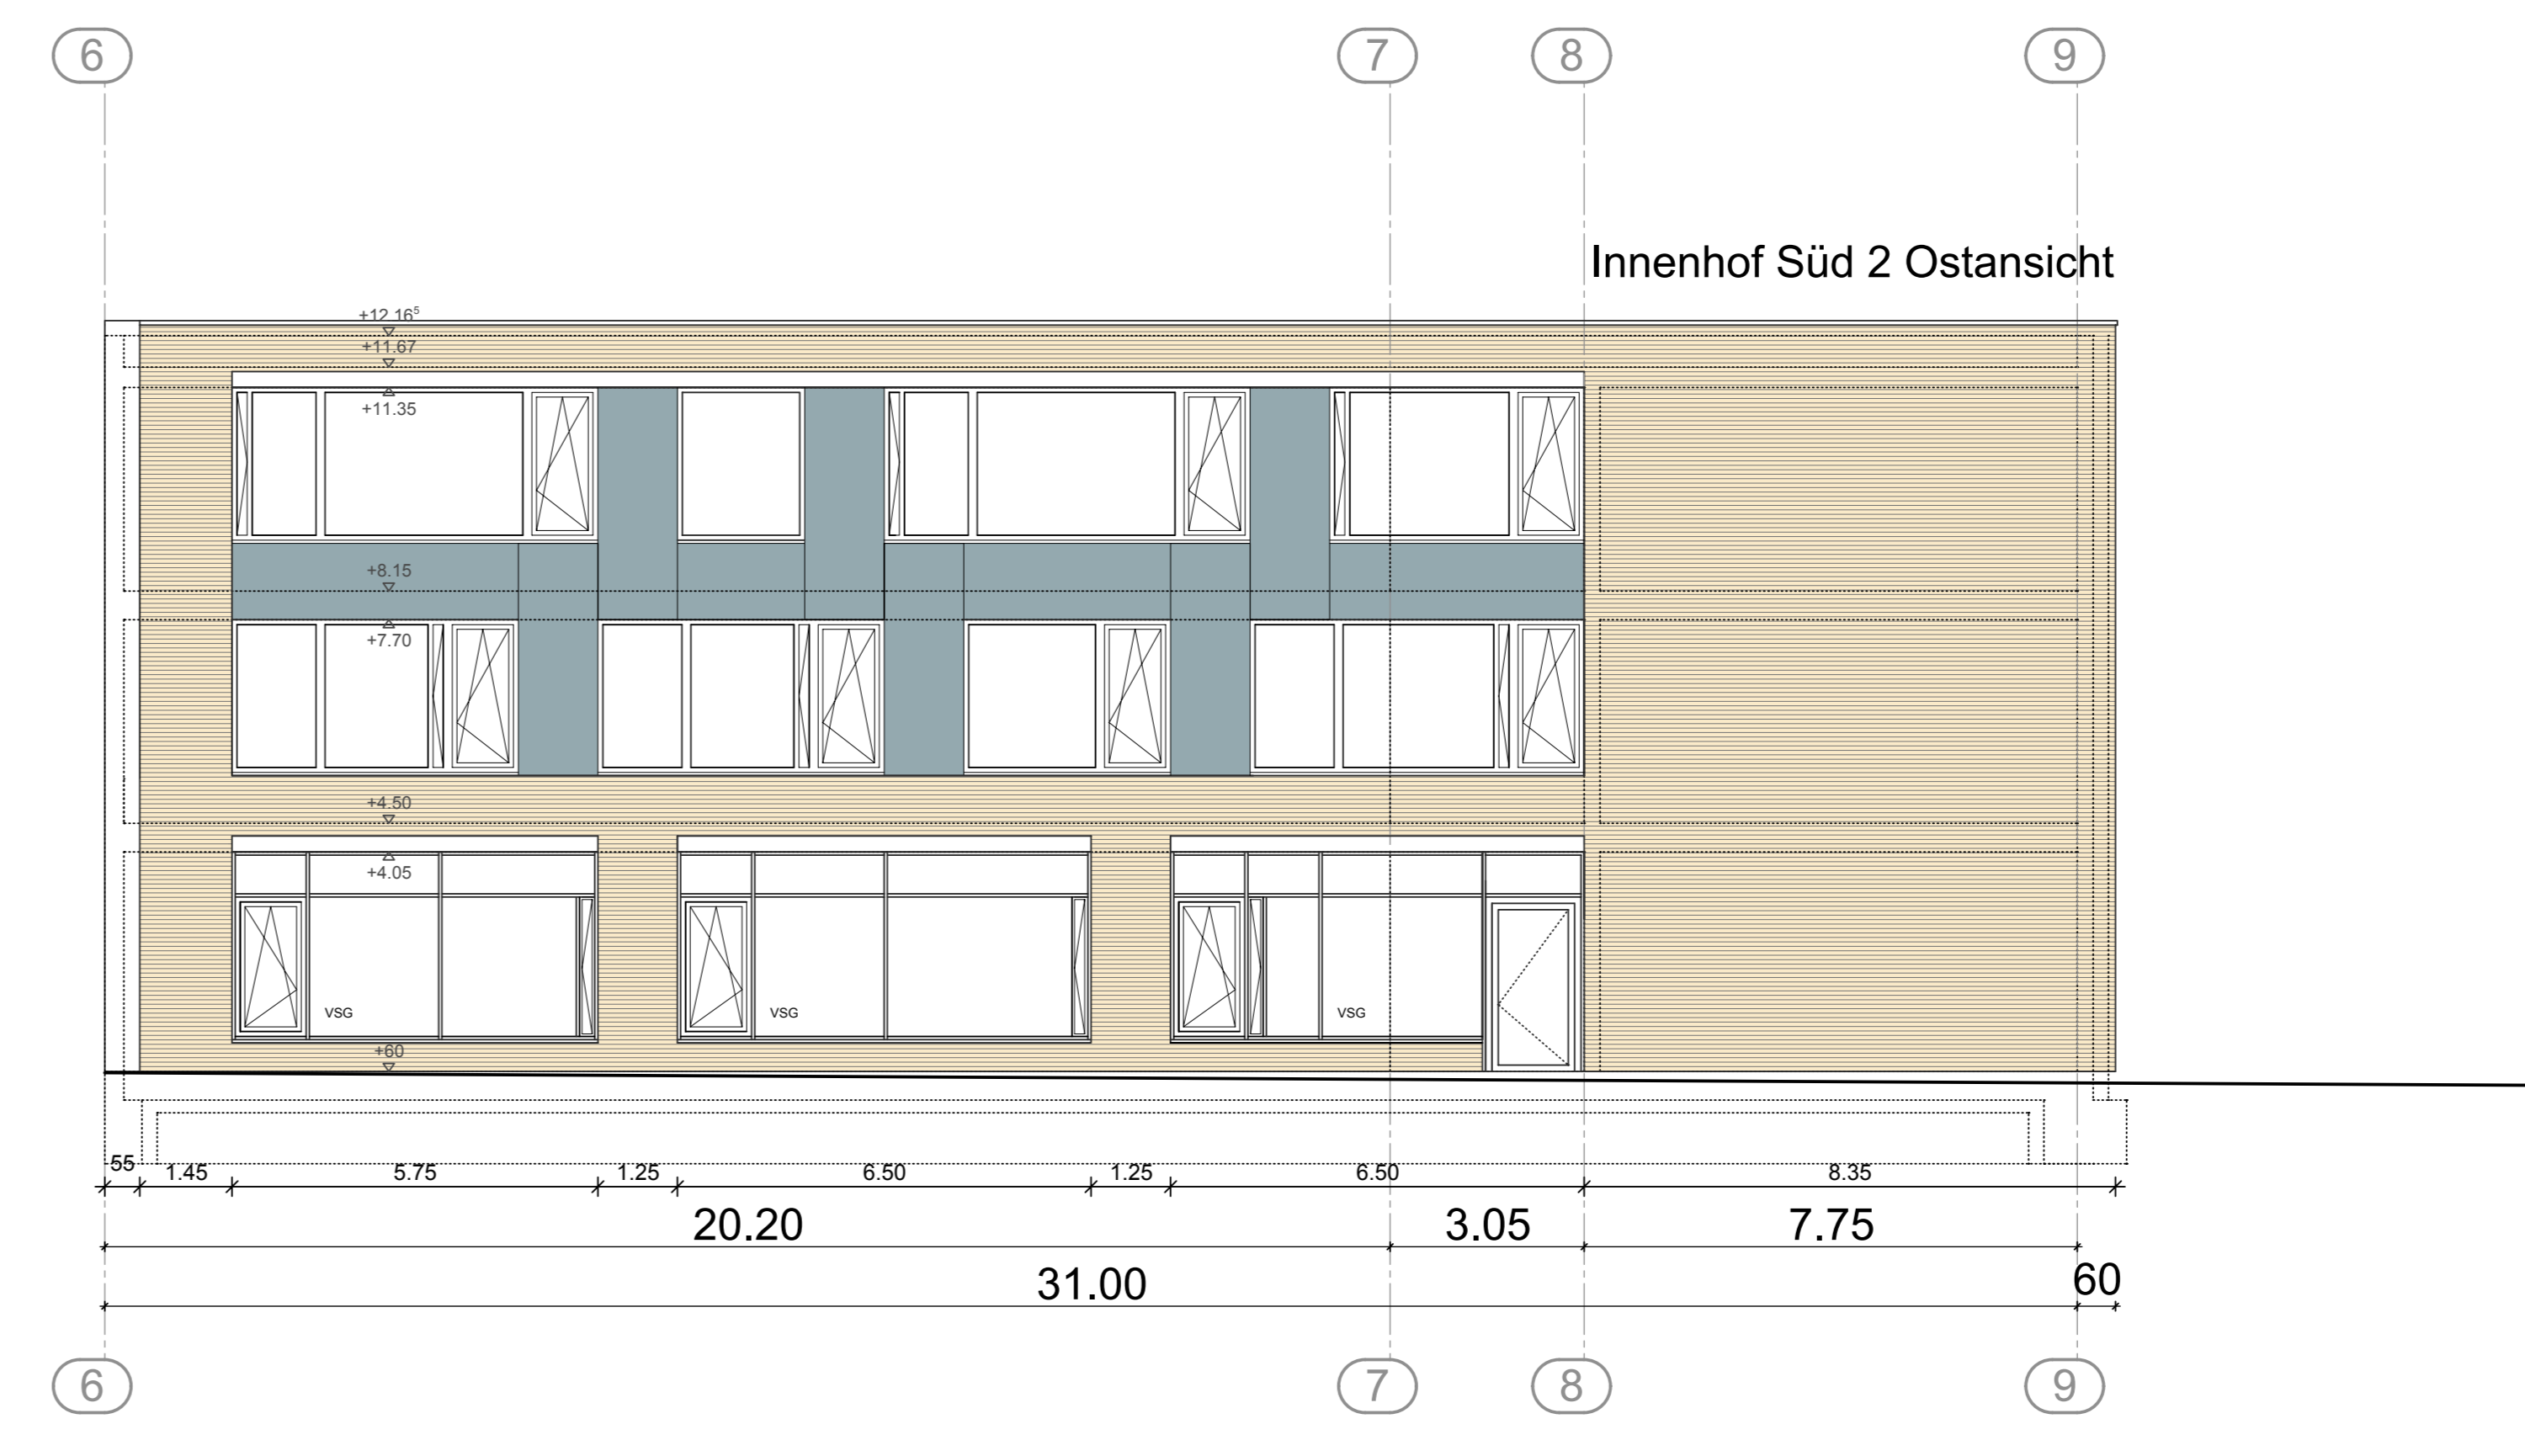 6 7 8 9
Innenhof Süd 2 Ostansicht
+12.16⁵
+11.67
+11.35
+8.15
+7.70
+4.50
+4.05
VSG VSG VSG
+60
55 1.45 5.75 1.25 6.50 1.25 6.50 8.35
20.20 3.05 7.75
31.00 60
6 7 8 9